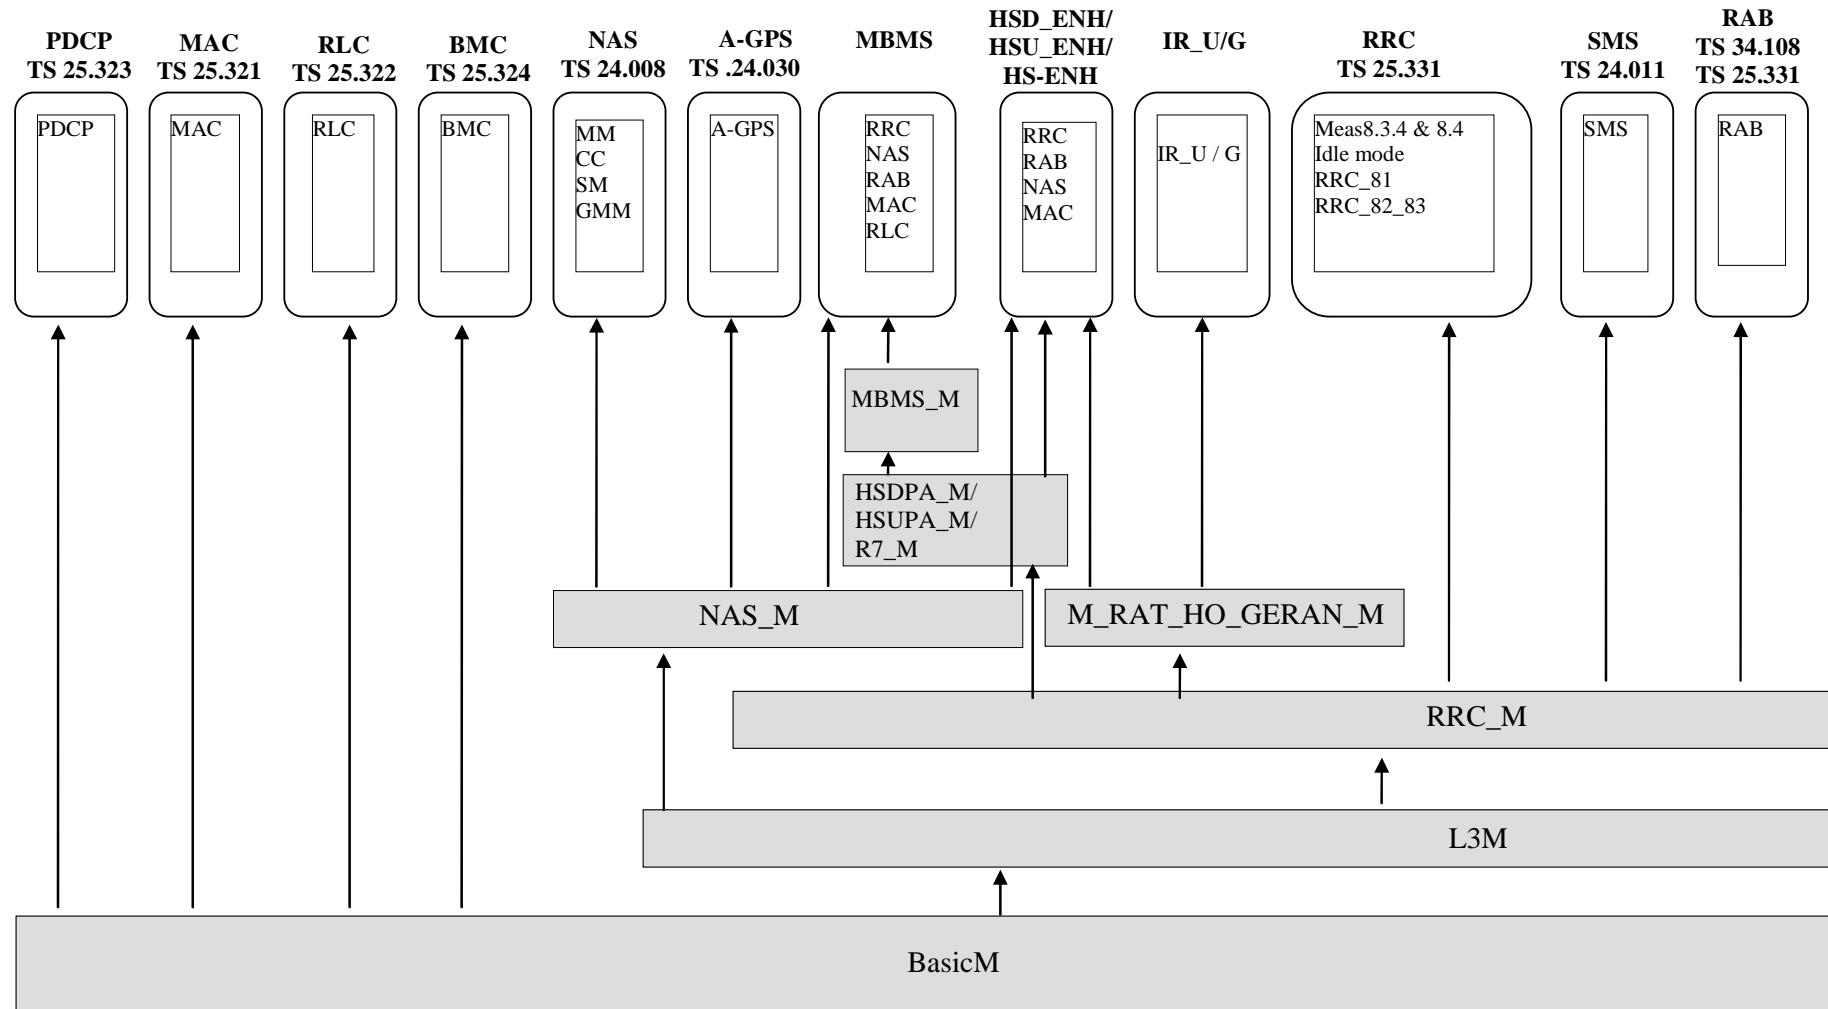 PDCP
TS 25.323
MAC
TS 25.321
RLC
TS 25.322
BMC
TS 25.324
NAS
TS 24.008
A-GPS
TS .24.030
MBMS
HSD_ENH/
HSU_ENH/
HS-ENH
IR_U/G
RRC
TS 25.331
SMS
TS 24.011
RAB
TS 34.108
TS 25.331
PDCP
MAC
RLC
BMC
MM
CC
SM
GMM
A-GPS
RRC
NAS
RAB
MAC
RLC
RRC
RAB
NAS
MAC
IR_U / G
Meas8.3.4 & 8.4
Idle mode
RRC_81
RRC_82_83
SMS
RAB
MBMS_M
HSDPA_M/
HSUPA_M/
R7_M
NAS_M
M_RAT_HO_GERAN_M
RRC_M
L3M
BasicM